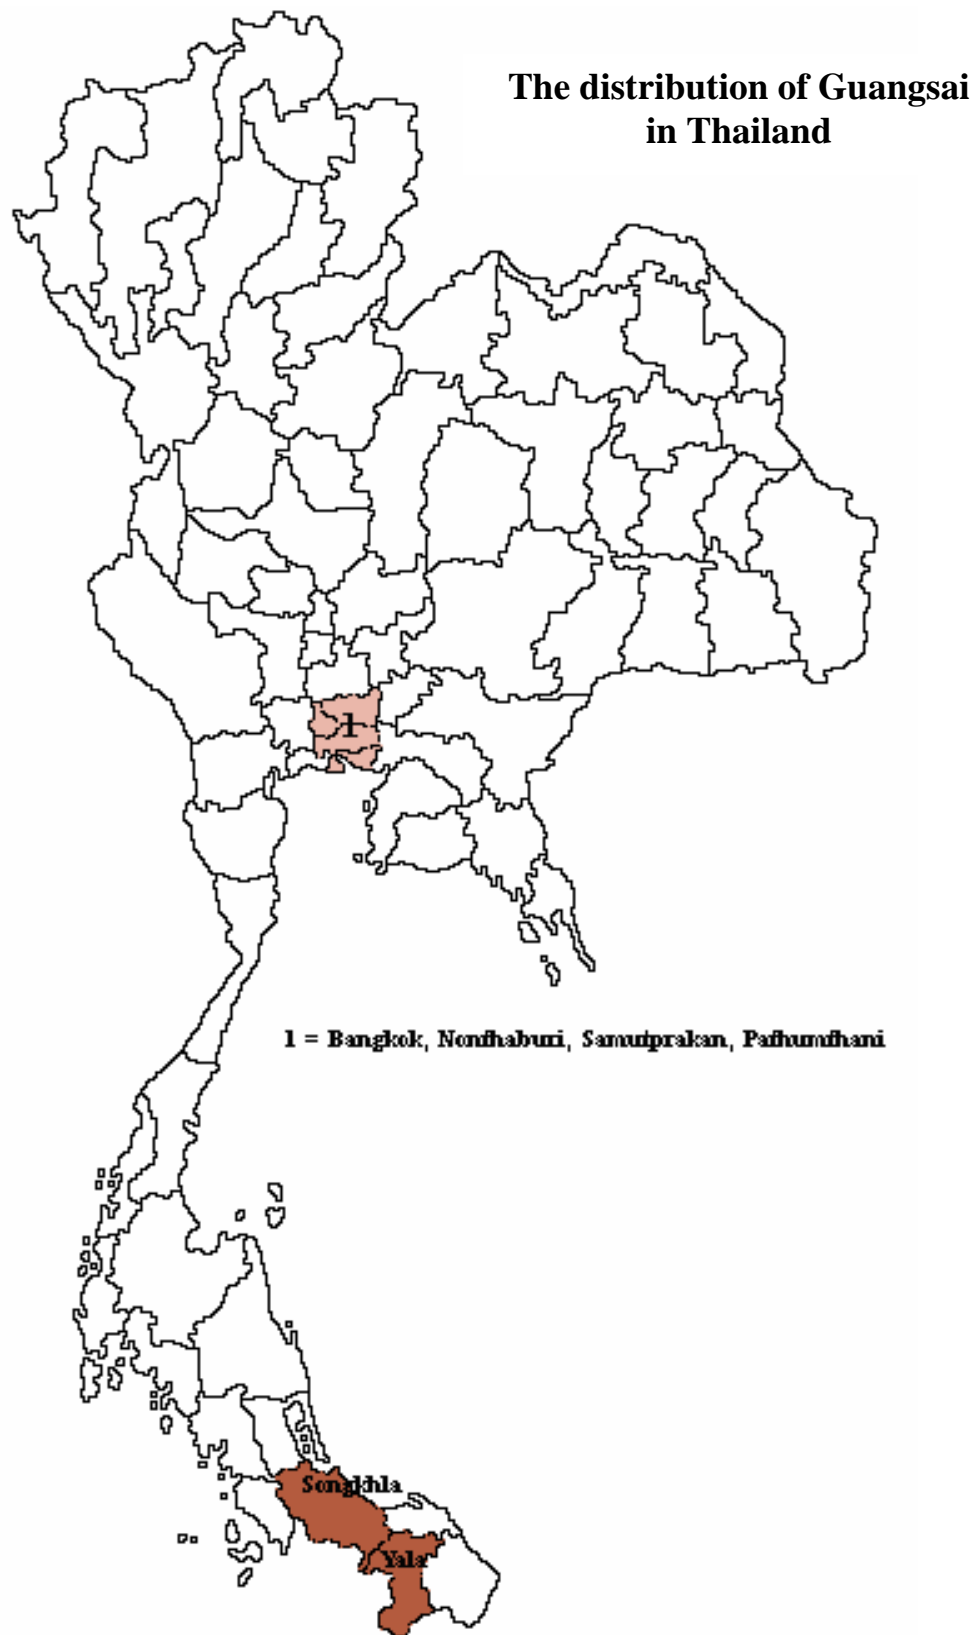 The distribution of Guangsai
in Thailand
1
1 = Bangkok, Nonthaburi, Samutprakan, Pathumthani
Songkhla
Yala